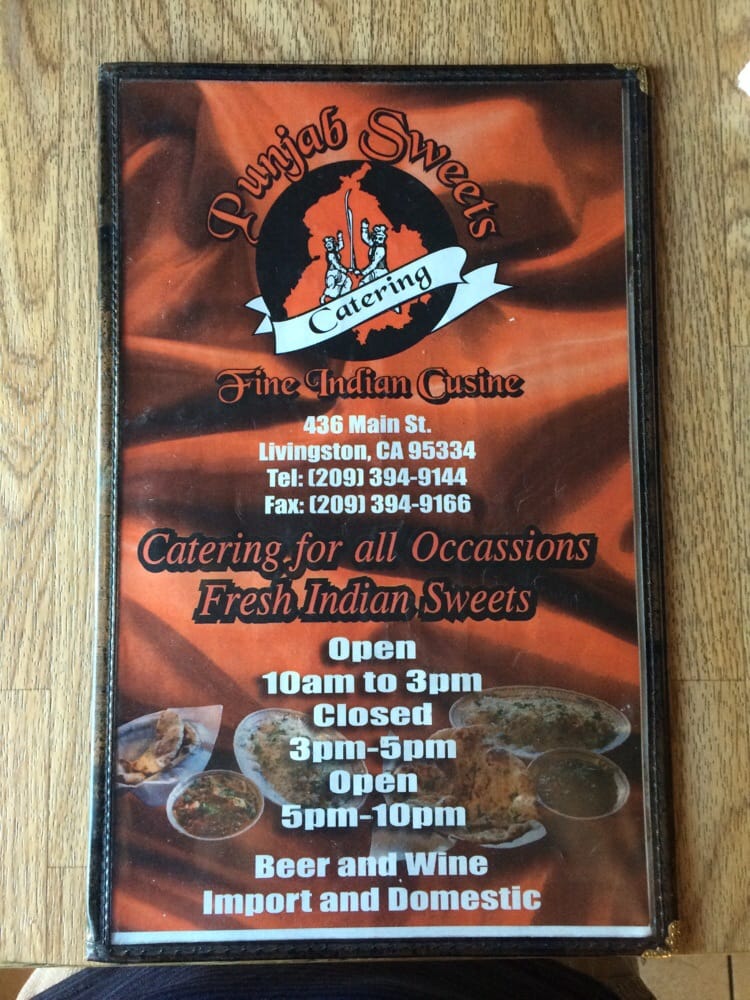 Punjab Sweets
Catering
Fine Indian Cusine
436 Main St.
Livingston, CA 95334
Tel: (209) 394-9144
Fax: (209) 394-9166
Catering for all Occassions
Fresh Indian Sweets
Open
10am to 3pm
Closed
3pm-5pm
Open
5pm-10pm
Beer and Wine
Import and Domestic